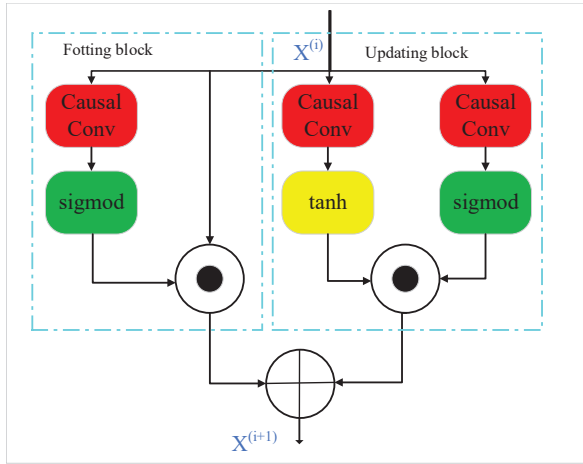 Fotting block
X(i)
Updating block
Causal
Conv
Causal
Conv
Causal
Conv
sigmod
tanh
sigmod
X(i+1)